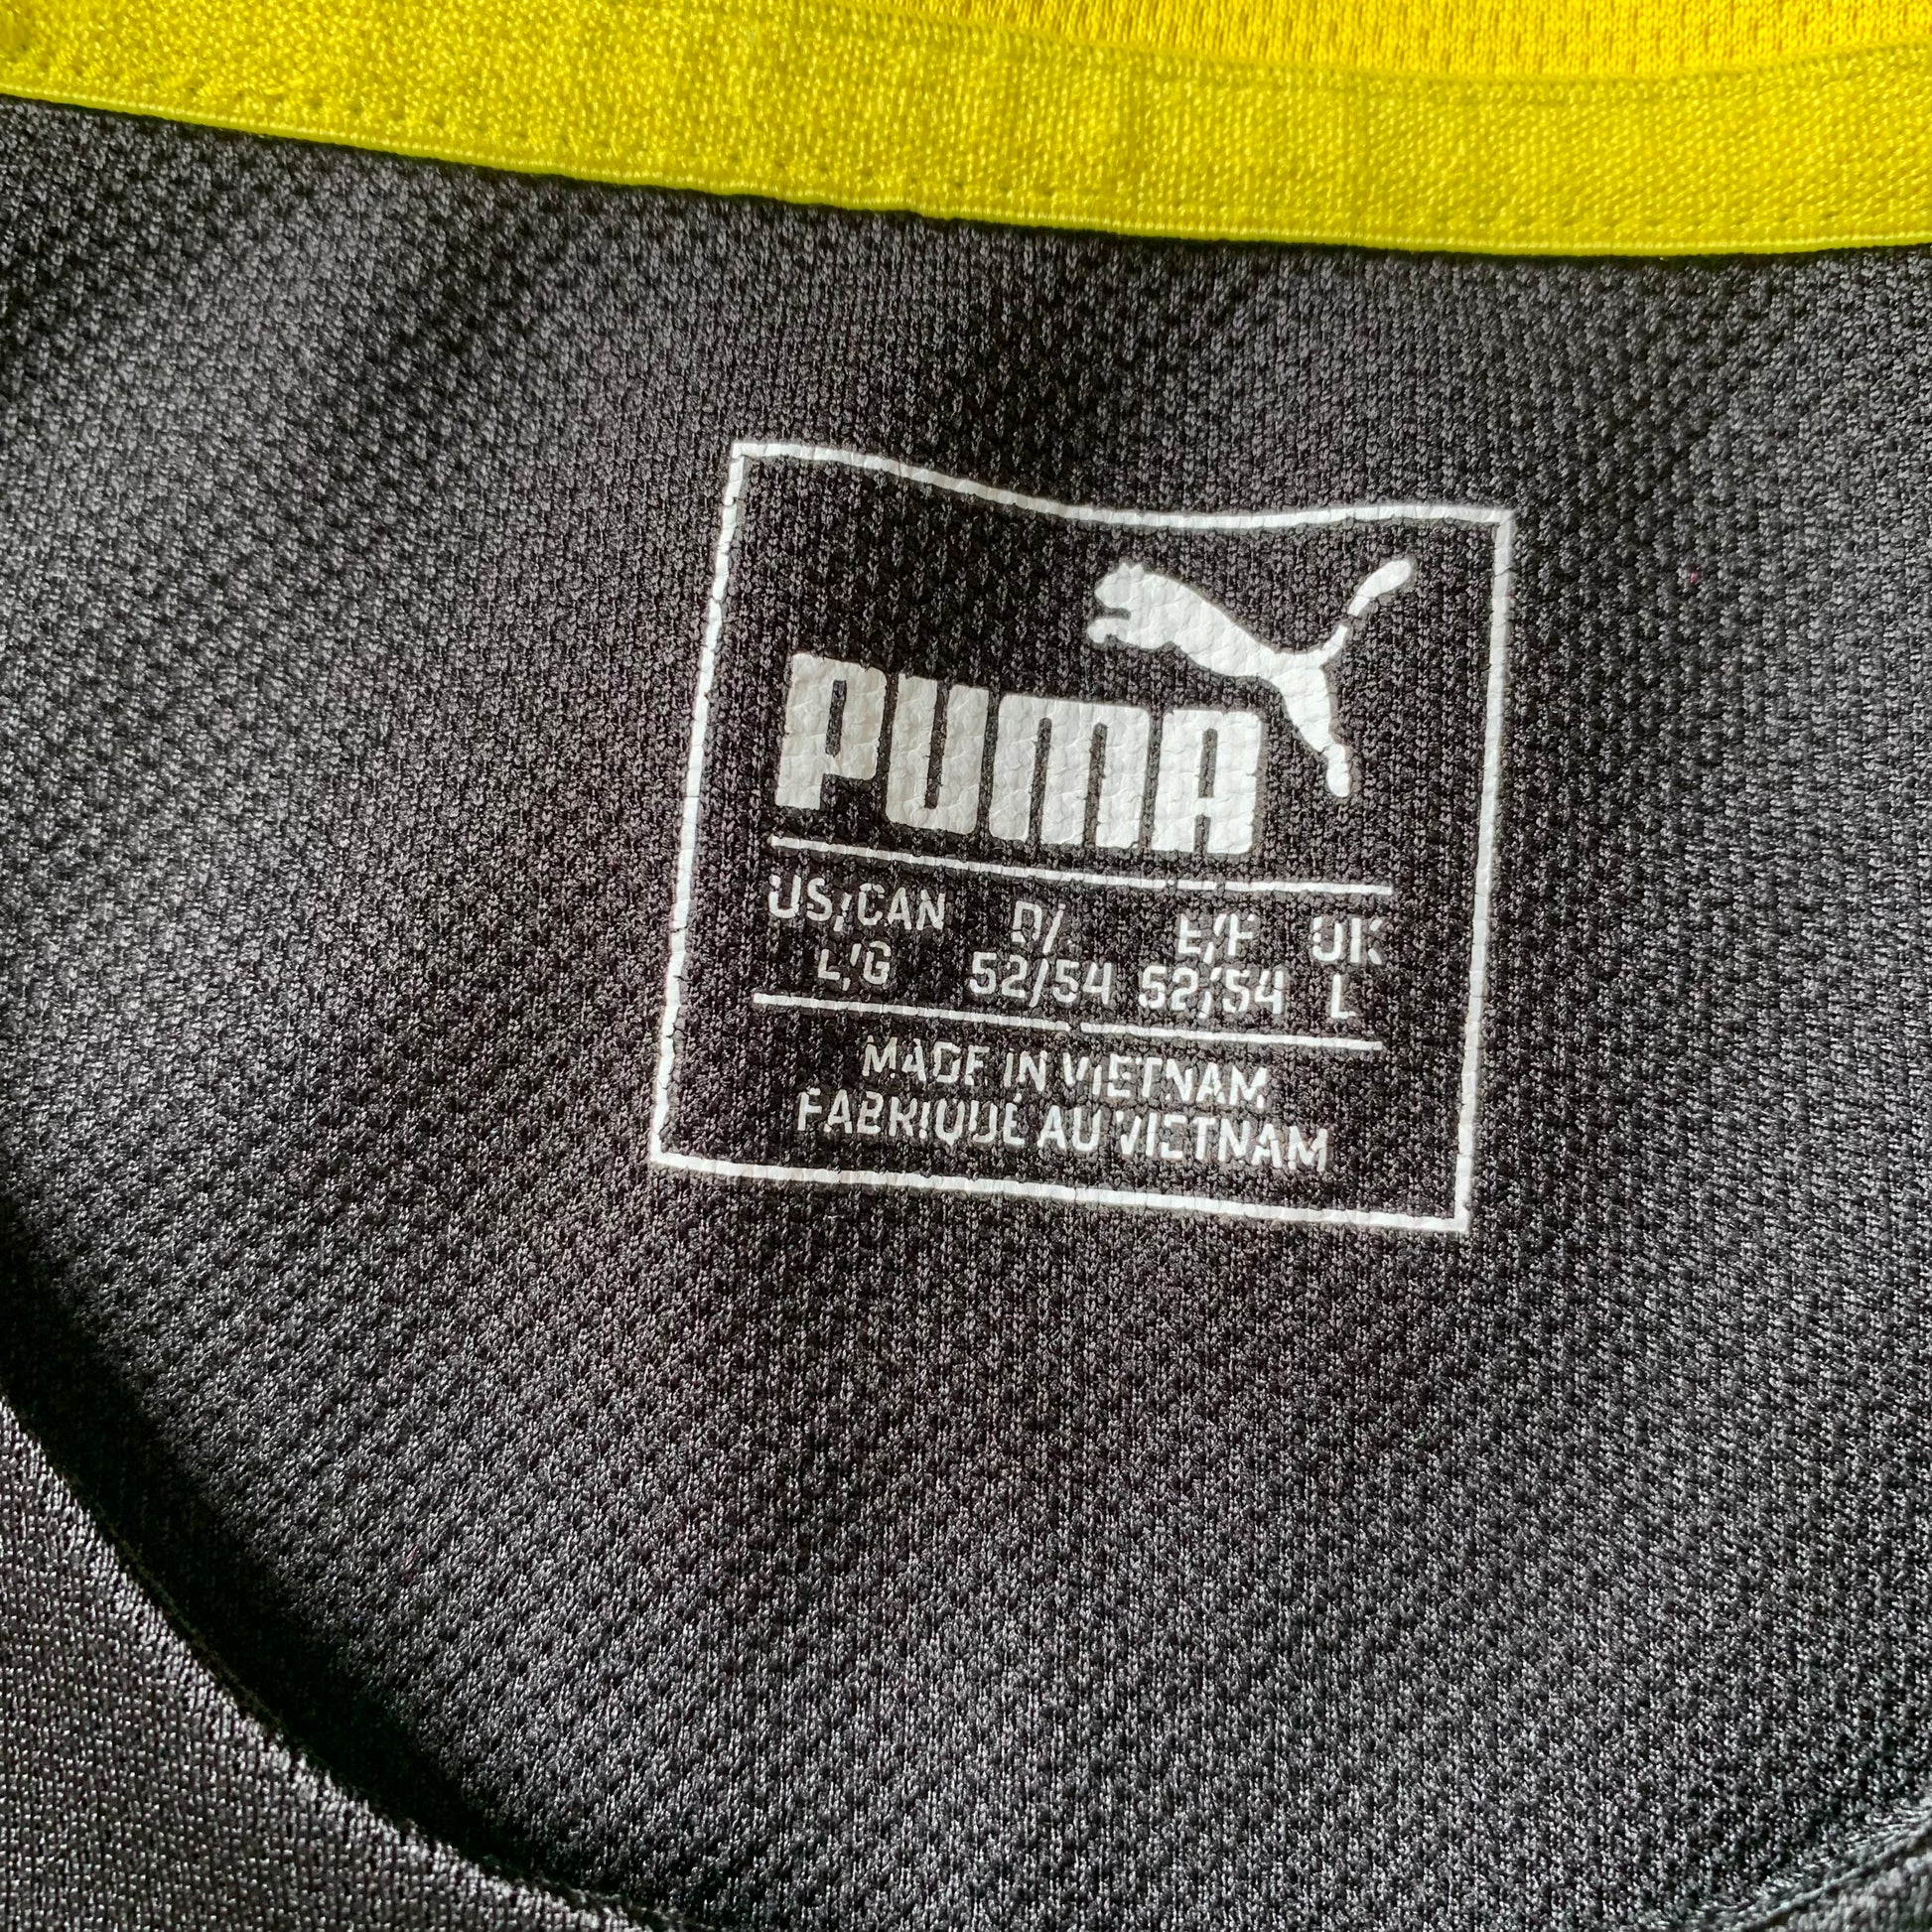 PUMA
US/CAN D/ E/F UK
L/G 52/54 52/54 L
MADE IN VIETNAM
FABRIQUÉ AU VIETNAM